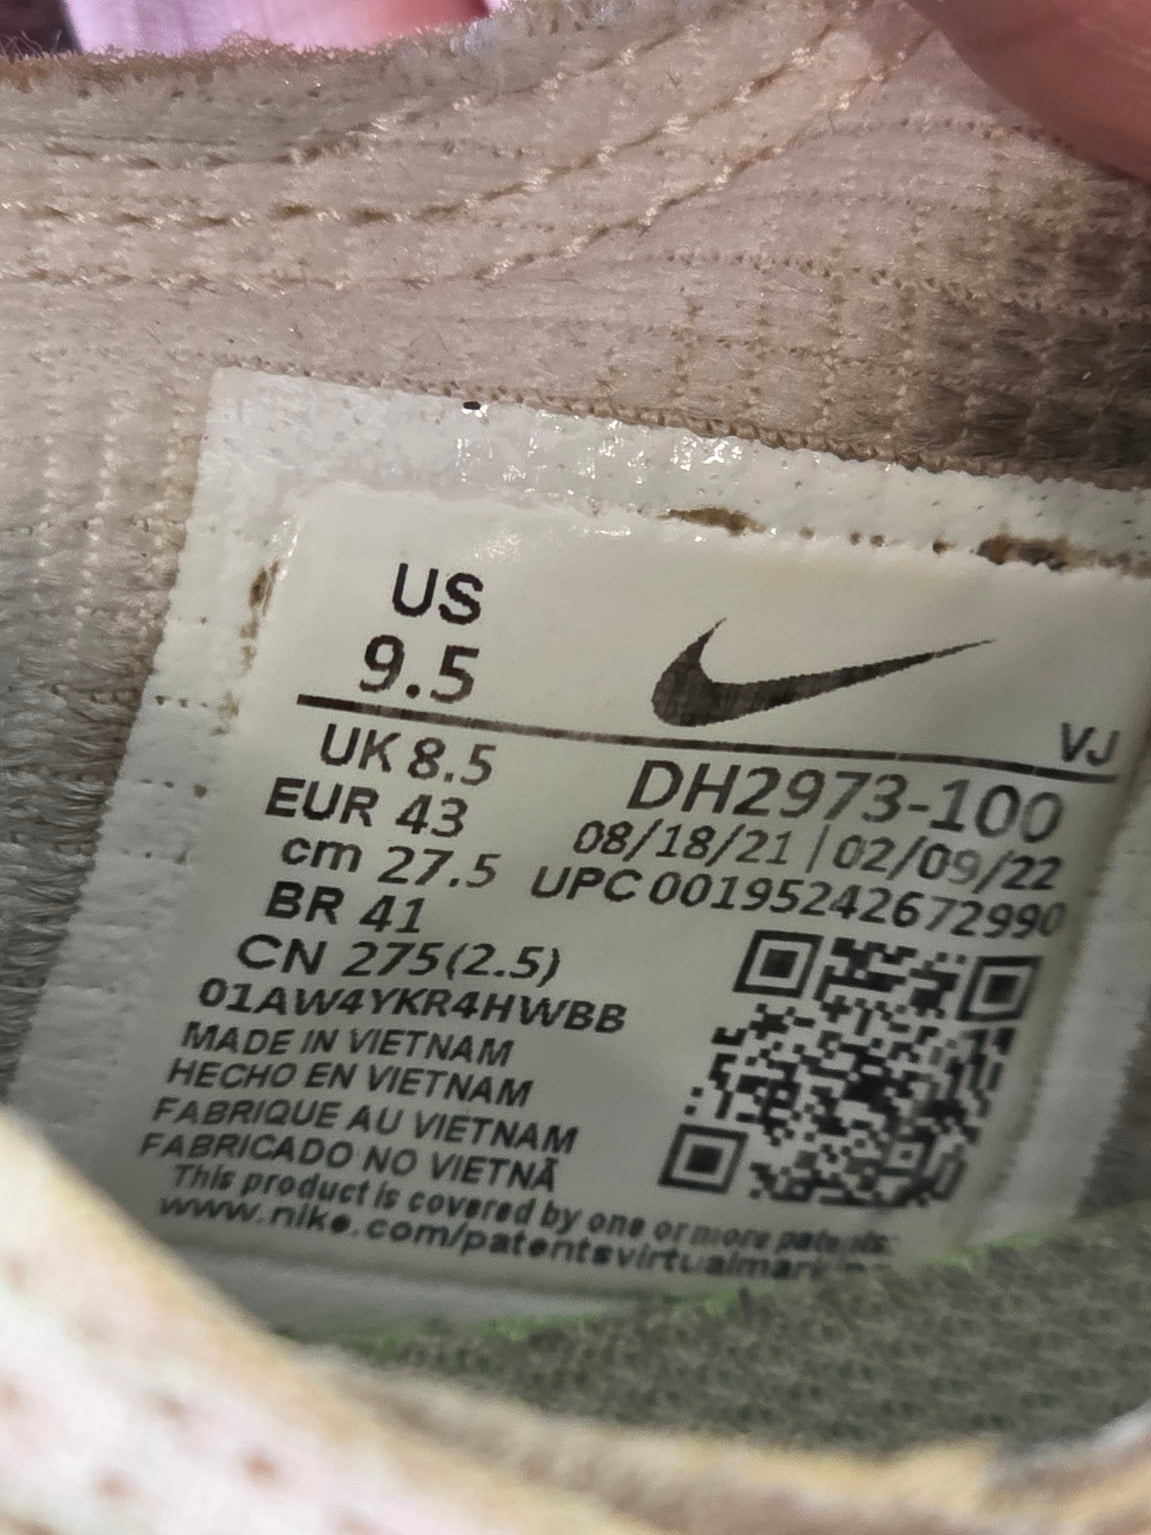 US
9.5
VJ
UK 8.5
DH2973-100
EUR 43
08/18/21 | 02/09/22
cm 27.5
UPC 00195242672990
BR 41
CN 275(2.5)
01AW4YKR4HWBB
MADE IN VIETNAM
HECHO EN VIETNAM
FABRIQUE AU VIETNAM
FABRICADO NO VIETNÃ
This product is covered by one or more patents:
www.nike.com/patentsvirtualmark